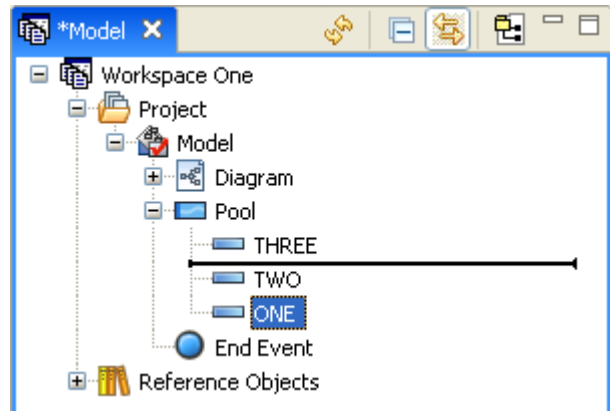 *Model
Workspace One
Project
Model
Diagram
Pool
THREE
TWO
ONE
End Event
Reference Objects